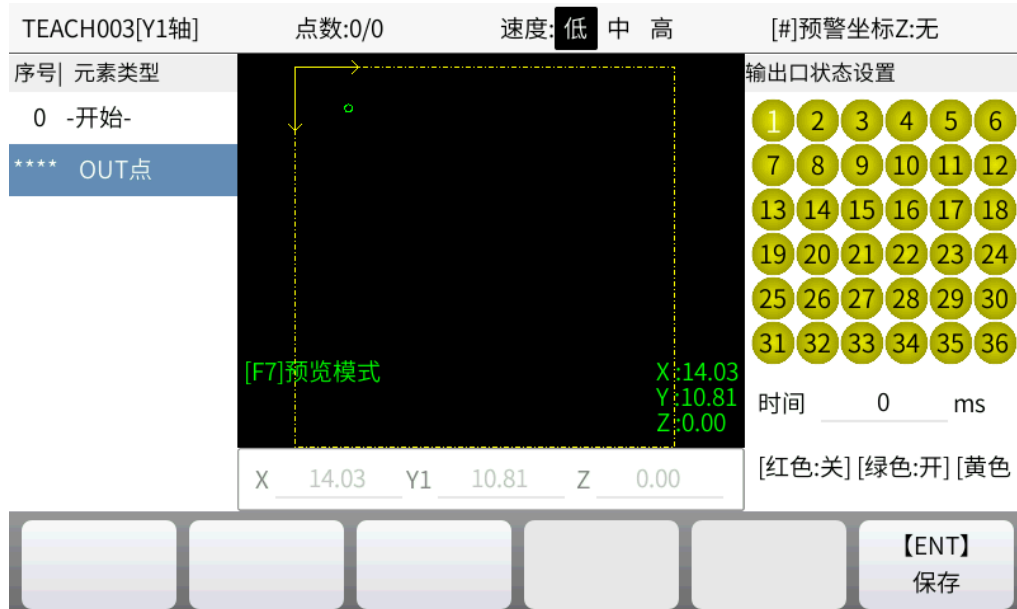 TEACH003[Y1轴] 点数:0/0 速度: 低 中 高 [#]预警坐标Z:无
序号| 元素类型
0 -开始-
**** OUT点
[F7]预览模式
X :14.03
Y :10.81
Z :0.00
X 14.03 Y1 10.81 Z 0.00
输出口状态设置
1 2 3 4 5 6
7 8 9 10 11 12
13 14 15 16 17 18
19 20 21 22 23 24
25 26 27 28 29 30
31 32 33 34 35 36
时间 0 ms
[红色:关] [绿色:开] [黄色
【ENT】
保存